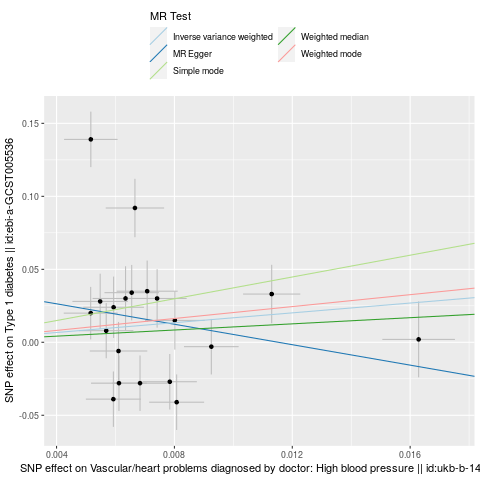 MR Test
Inverse variance weighted
Weighted median
MR Egger
Weighted mode
Simple mode
SNP effect on Type 1 diabetes || id:ebi-a-GCST005536
0.15
0.10
0.05
0.00
-0.05
0.004
0.008
0.012
0.016
SNP effect on Vascular/heart problems diagnosed by doctor: High blood pressure || id:ukb-b-14